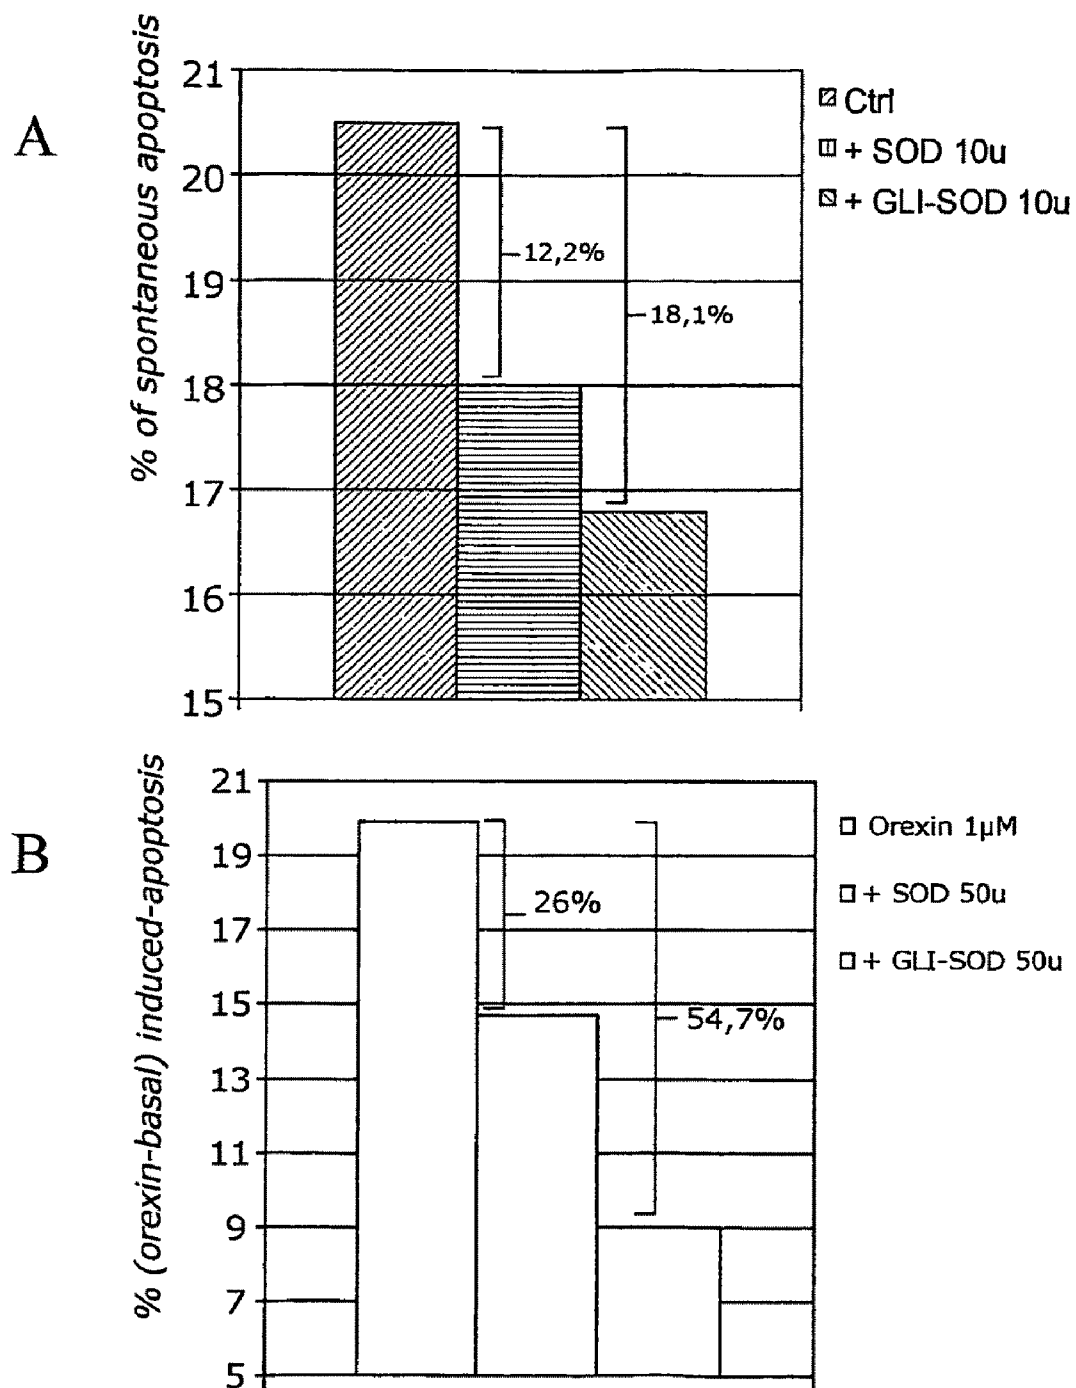 A
% of spontaneous apoptosis
21
20
19
18
17
16
15
12,2%
18,1%
Ctrl
+ SOD 10u
+ GLI-SOD 10u
B
% (orexin-basal) induced-apoptosis
21
19
17
15
13
11
9
7
5
26%
54,7%
Orexin 1µM
+ SOD 50u
+ GLI-SOD 50u